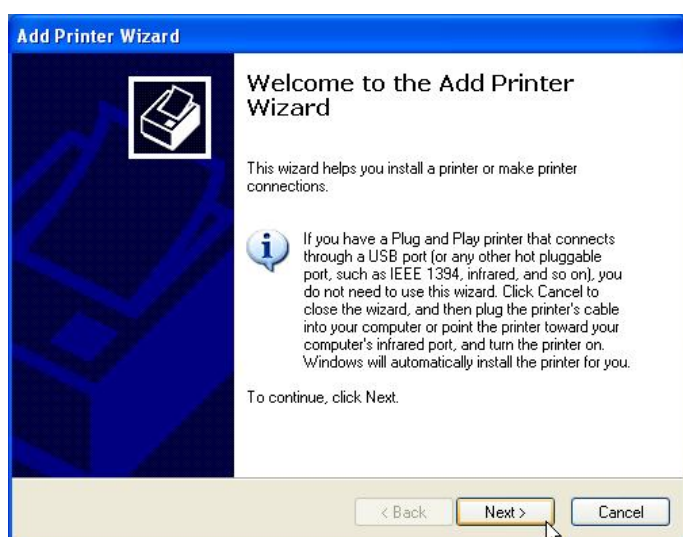 Add Printer Wizard
Welcome to the Add Printer
Wizard
This wizard helps you install a printer or make printer
connections.
If you have a Plug and Play printer that connects
through a USB port (or any other hot pluggable
port, such as IEEE 1394, infrared, and so on), you
do not need to use this wizard. Click Cancel to
close the wizard, and then plug the printer's cable
into your computer or point the printer toward your
computer's infrared port, and turn the printer on.
Windows will automatically install the printer for you.
To continue, click Next.
< Back Next > Cancel